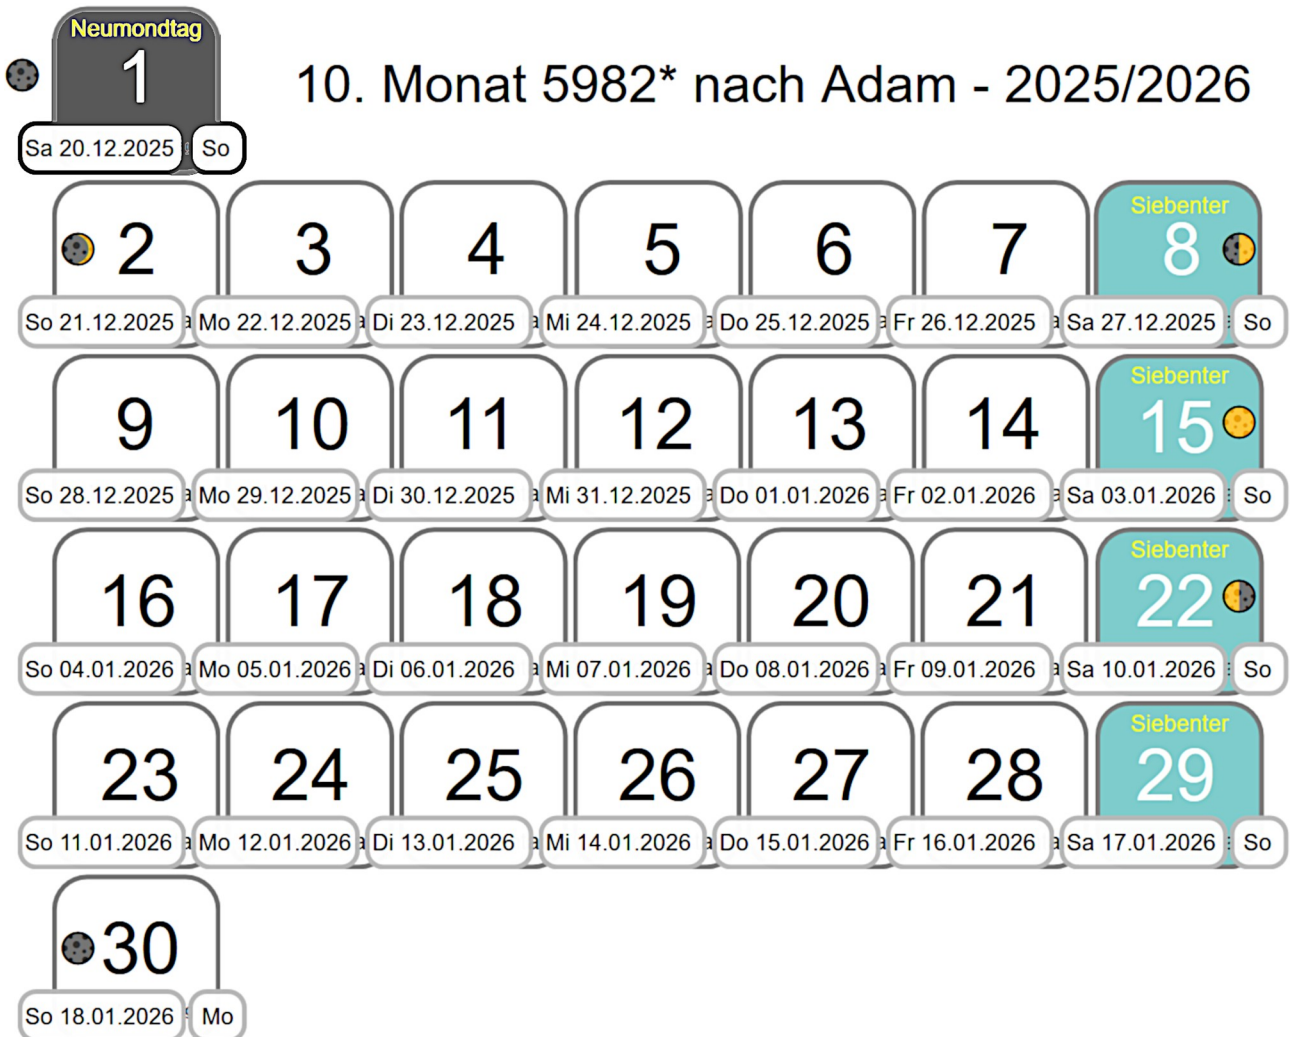 Neumondtag
1
10. Monat 5982* nach Adam - 2025/2026
Sa 20.12.2025 So
2 3 4 5 6 7 Siebenter 8
So 21.12.2025 Mo 22.12.2025 Di 23.12.2025 Mi 24.12.2025 Do 25.12.2025 Fr 26.12.2025 Sa 27.12.2025 So
9 10 11 12 13 14 Siebenter 15
So 28.12.2025 Mo 29.12.2025 Di 30.12.2025 Mi 31.12.2025 Do 01.01.2026 Fr 02.01.2026 Sa 03.01.2026 So
16 17 18 19 20 21 Siebenter 22
So 04.01.2026 Mo 05.01.2026 Di 06.01.2026 Mi 07.01.2026 Do 08.01.2026 Fr 09.01.2026 Sa 10.01.2026 So
23 24 25 26 27 28 Siebenter 29
So 11.01.2026 Mo 12.01.2026 Di 13.01.2026 Mi 14.01.2026 Do 15.01.2026 Fr 16.01.2026 Sa 17.01.2026 So
30
So 18.01.2026 Mo